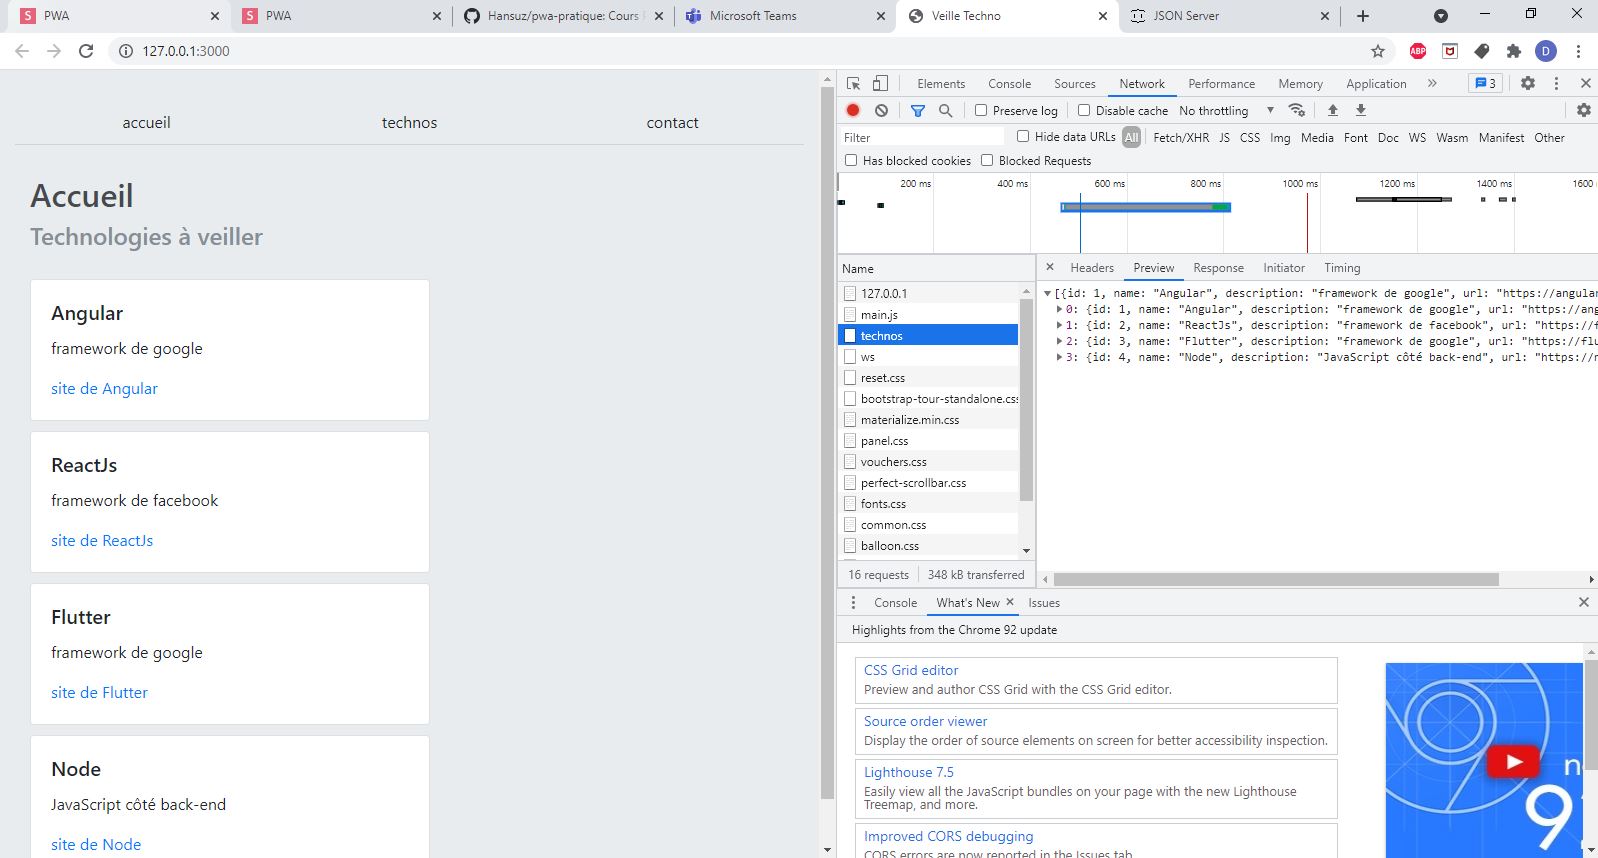 PWA
PWA
Hansuz/pwa-pratique: Cours
Microsoft Teams
Veille Techno
JSON Server
127.0.0.1:3000
ABP
D
accueil technos contact
Accueil
Technologies à veiller
Angular
framework de google
site de Angular
ReactJs
framework de facebook
site de ReactJs
Flutter
framework de google
site de Flutter
Node
JavaScript côté back-end
site de Node
Elements Console Sources Network Performance Memory Application » 3
Preserve log Disable cache No throttling
Filter Hide data URLs All Fetch/XHR JS CSS Img Media Font Doc WS Wasm Manifest Other
Has blocked cookies Blocked Requests
200 ms 400 ms 600 ms 800 ms 1000 ms 1200 ms 1400 ms 1600
Name
127.0.0.1
main.js
technos
ws
reset.css
bootstrap-tour-standalone.css
materialize.min.css
panel.css
vouchers.css
perfect-scrollbar.css
fonts.css
common.css
balloon.css
16 requests 348 kB transferred
Headers Preview Response Initiator Timing
[{id: 1, name: "Angular", description: "framework de google", url: "https://angular
0: {id: 1, name: "Angular", description: "framework de google", url: "https://ang
1: {id: 2, name: "ReactJs", description: "framework de facebook", url: "https://f
2: {id: 3, name: "Flutter", description: "framework de google", url: "https://flu
3: {id: 4, name: "Node", description: "JavaScript côté back-end", url: "https://n
Console What's New Issues
Highlights from the Chrome 92 update
CSS Grid editor
Preview and author CSS Grid with the CSS Grid editor.
Source order viewer
Display the order of source elements on screen for better accessibility inspection.
Lighthouse 7.5
Easily view all the JavaScript bundles on your page with the new Lighthouse
Treemap, and more.
Improved CORS debugging
CORS errors are now reported in the Issues tab.
n
9